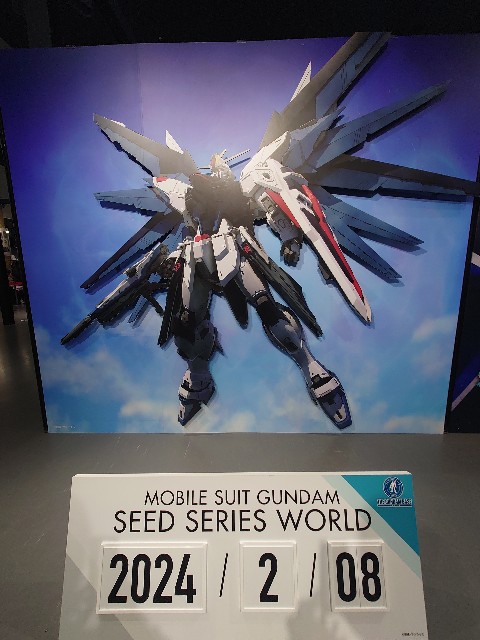 MOBILE SUIT GUNDAM
SEED SERIES WORLD
2024 / 2 / 08